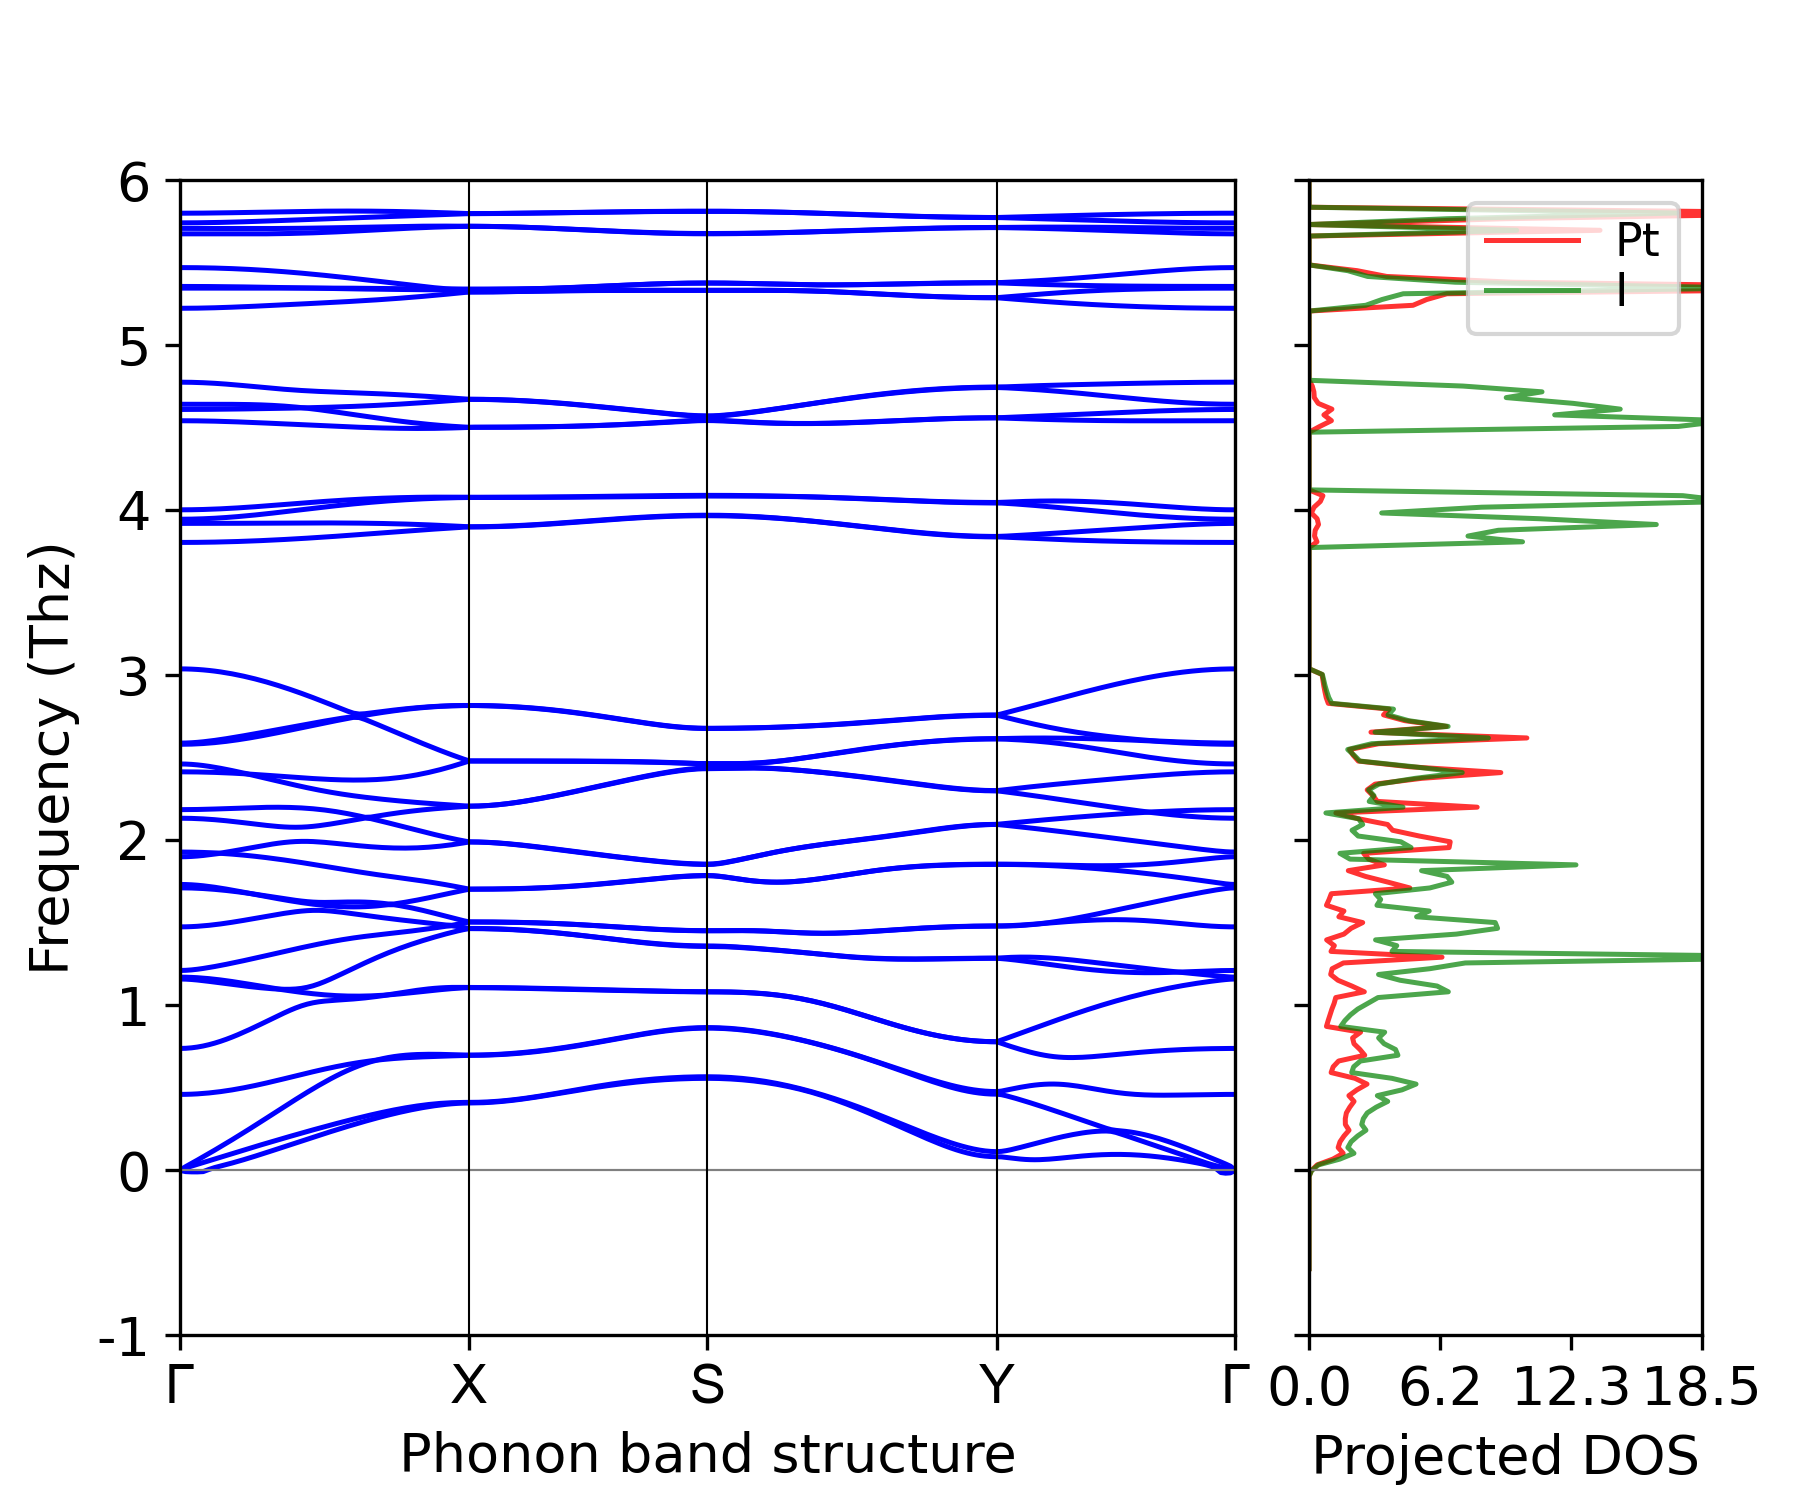 6
5
4
3
2
1
0
-1
Frequency (Thz)
Γ X S Y Γ
Phonon band structure
Pt
I
0.0 6.2 12.3 18.5
Projected DOS